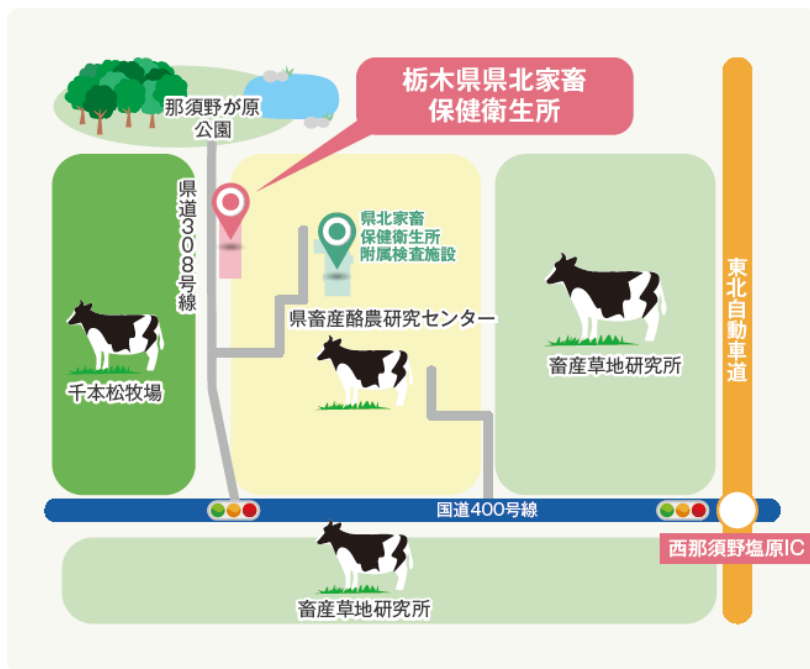 栃木県県北家畜
保健衛生所
那須野が原
公園
県道308号線
県北家畜
保健衛生所
附属検査施設
県畜産酪農研究センター
千本松牧場
畜産草地研究所
東北自動車道
国道400号線
西那須野塩原IC
畜産草地研究所